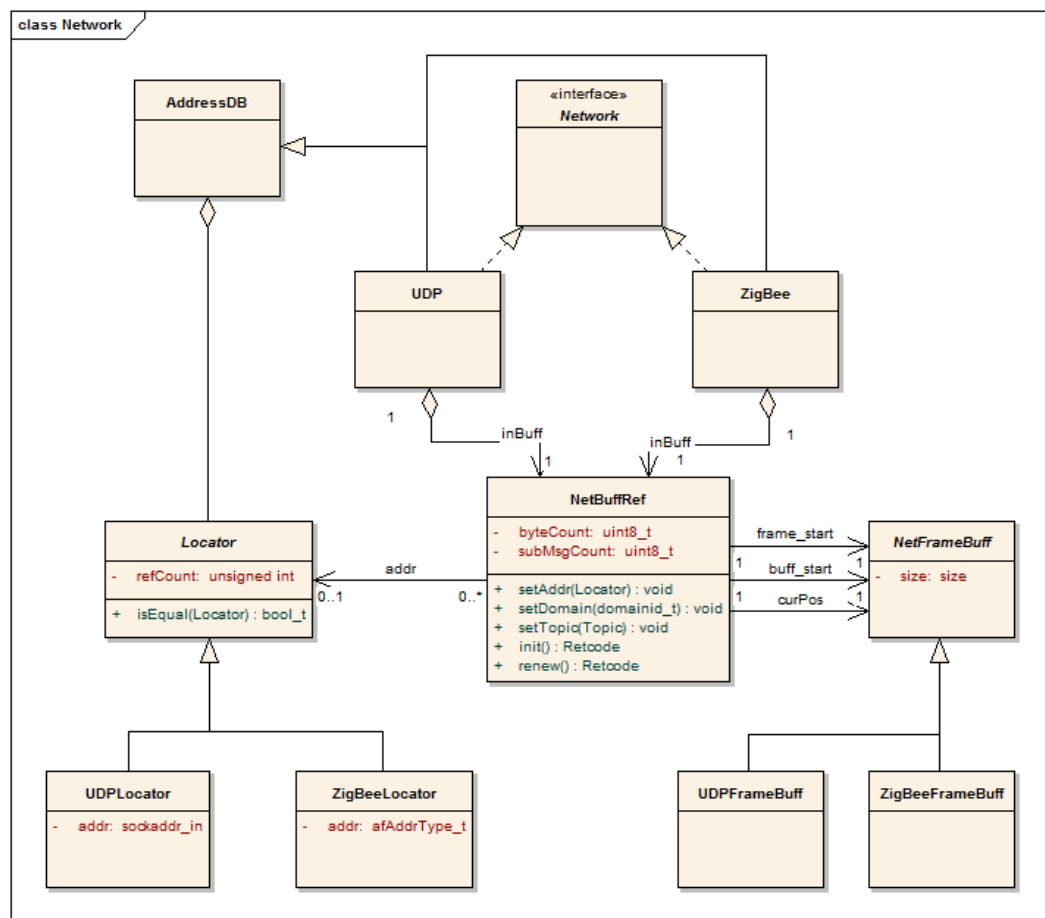 class Network
AddressDB
«interface»
Network
UDP
ZigBee
1
inBuff
1
1
inBuff
1
NetBuffRef
- byteCount: uint8_t
- subMsgCount: uint8_t
+ setAddr(Locator) : void
+ setDomain(domainid_t) : void
+ setTopic(Topic) : void
+ init() : Retcode
+ renew() : Retcode
Locator
- refCount: unsigned int
+ isEqual(Locator) : bool_t
addr
0..1
0..*
frame_start
1
1
buff_start
1
1
curPos
NetFrameBuff
- size: size
UDPLocator
- addr: sockaddr_in
ZigBeeLocator
- addr: afAddrType_t
UDPFrameBuff
ZigBeeFrameBuff